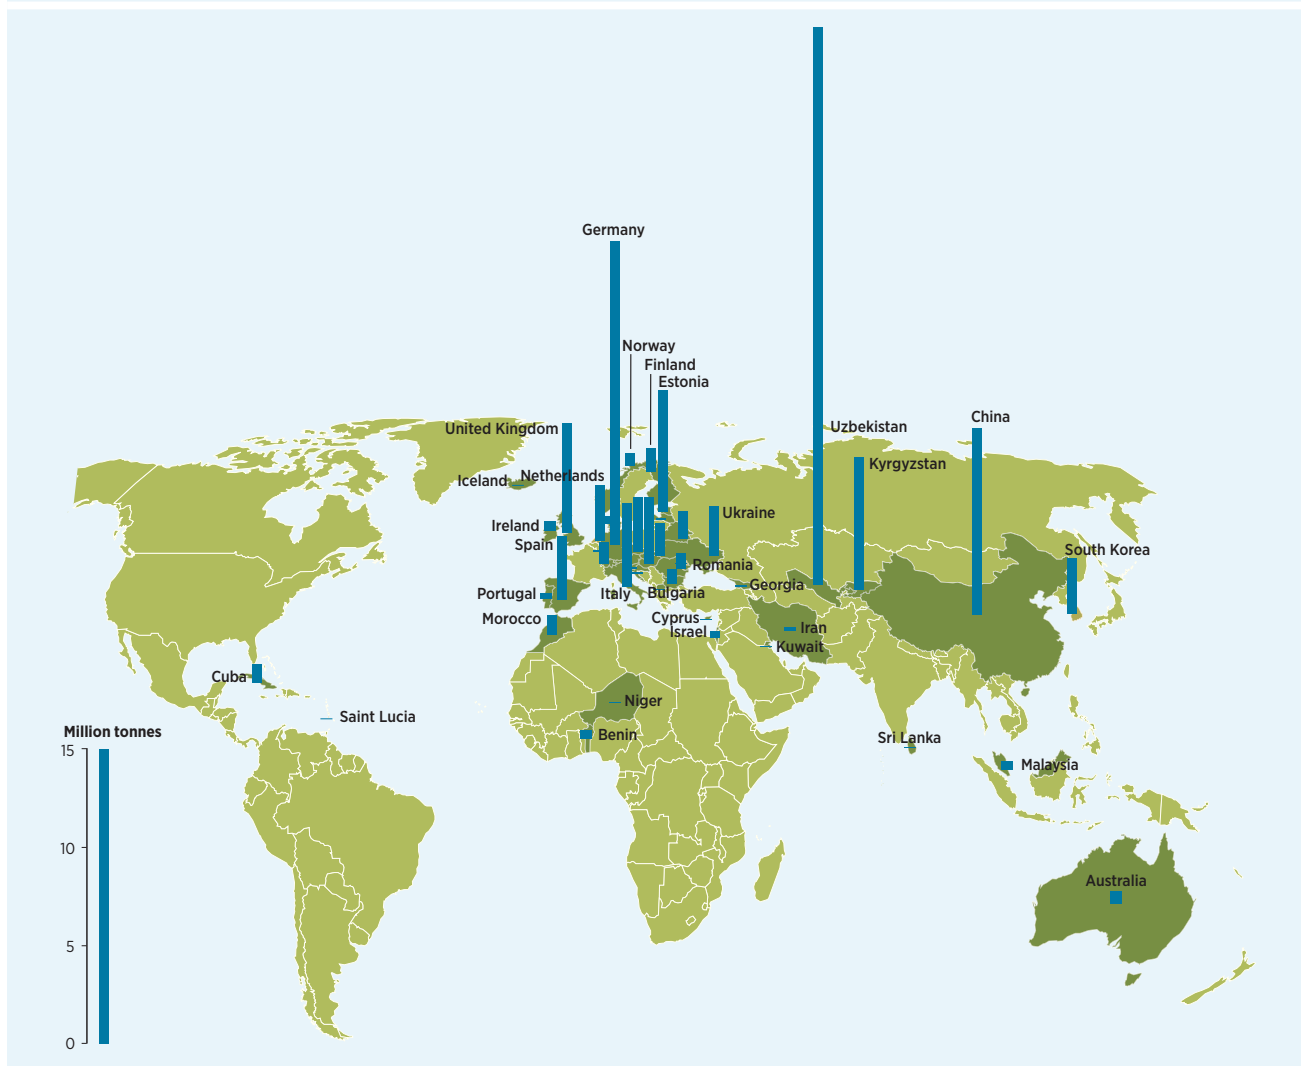 Germany
Norway
Finland
Estonia
China
United Kingdom
Uzbekistan
Kyrgyzstan
Iceland
Netherlands
Ukraine
Ireland
Spain
South Korea
Romania
Georgia
Portugal
Italy
Bulgaria
Morocco
Cyprus
Israel
Iran
Kuwait
Cuba
Niger
Saint Lucia
Benin
Sri Lanka
Malaysia
Million tonnes
15
10
Australia
5
0